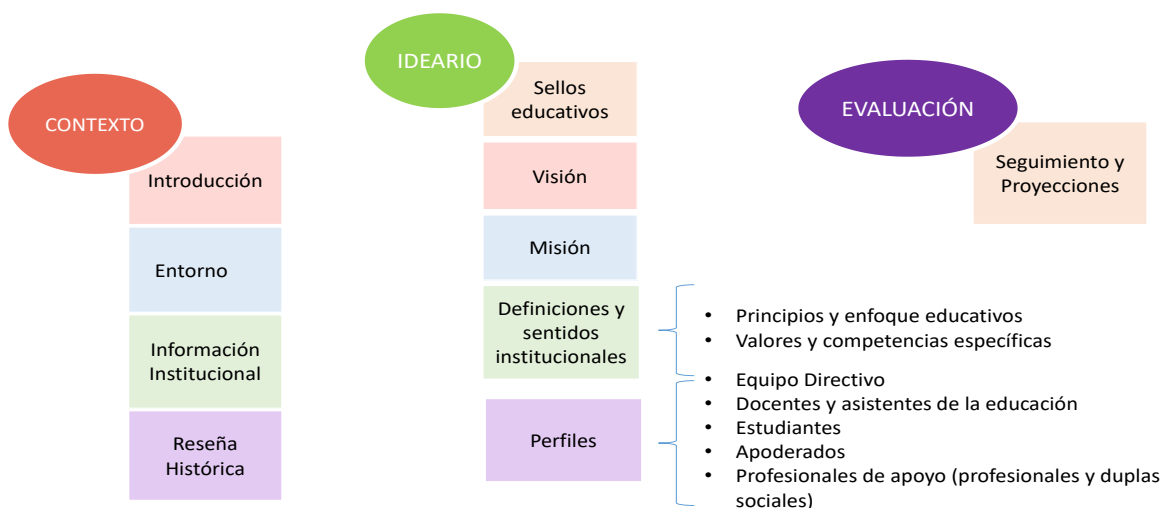 CONTEXTO
Introducción
Entorno
Información
Institucional
Reseña
Histórica
IDEARIO
Sellos
educativos
Visión
Misión
Definiciones y
sentidos
institucionales
• Principios y enfoque educativos
• Valores y competencias específicas
Perfiles
• Equipo Directivo
• Docentes y asistentes de la educación
• Estudiantes
• Apoderados
• Profesionales de apoyo (profesionales y duplas
sociales)
EVALUACIÓN
Seguimiento y
Proyecciones